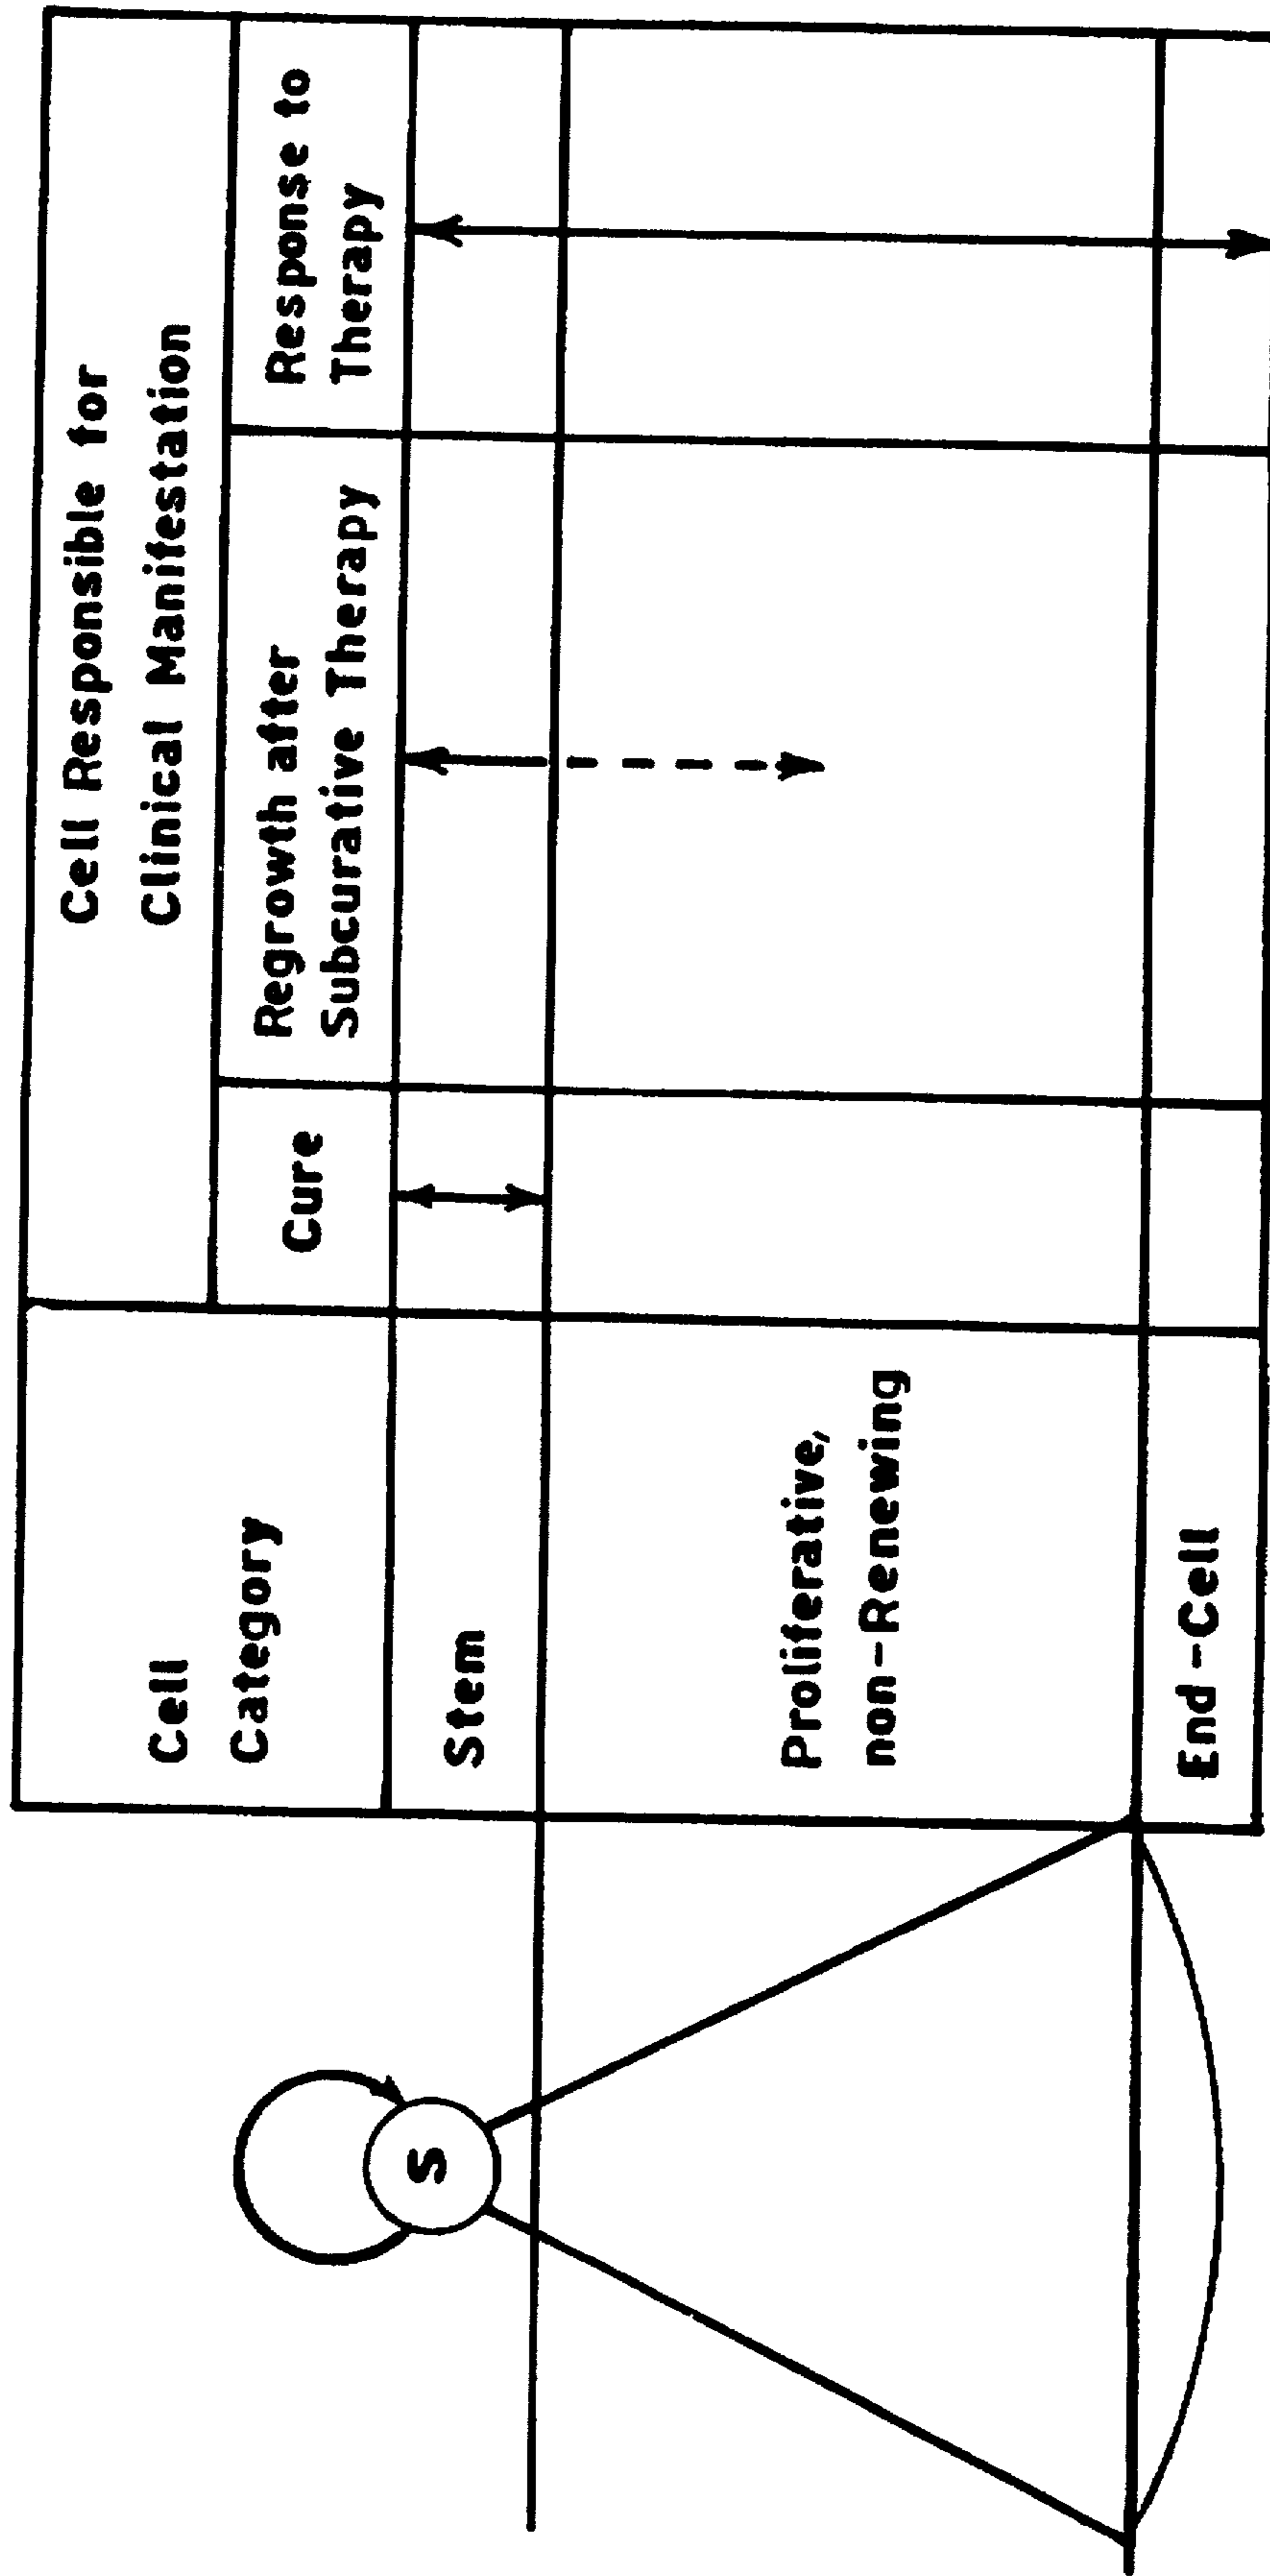 Cell Responsible for
Clinical Manifestation
Cell
Category
Cure
Regrowth after
Subcurative Therapy
Response to
Therapy
S
Stem
Proliferative,
non-Renewing
End-Cell